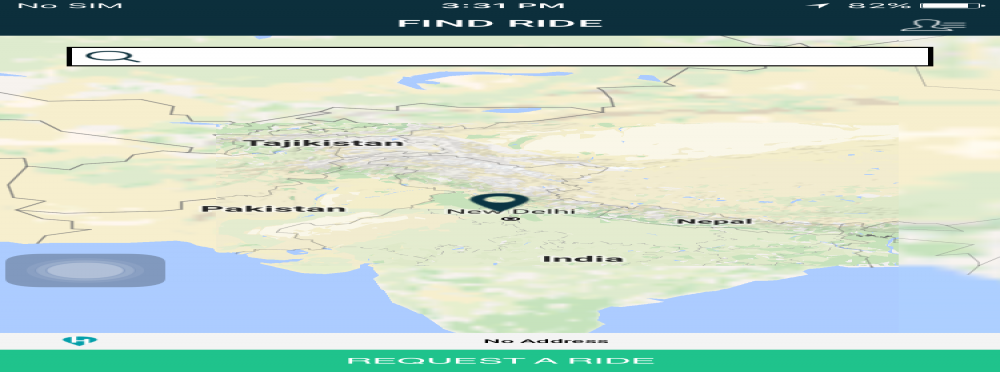 No SIM 3:31 PM 82%
FIND RIDE
Tajikistan
Pakistan
New Delhi
Nepal
India
No Address
REQUEST A RIDE